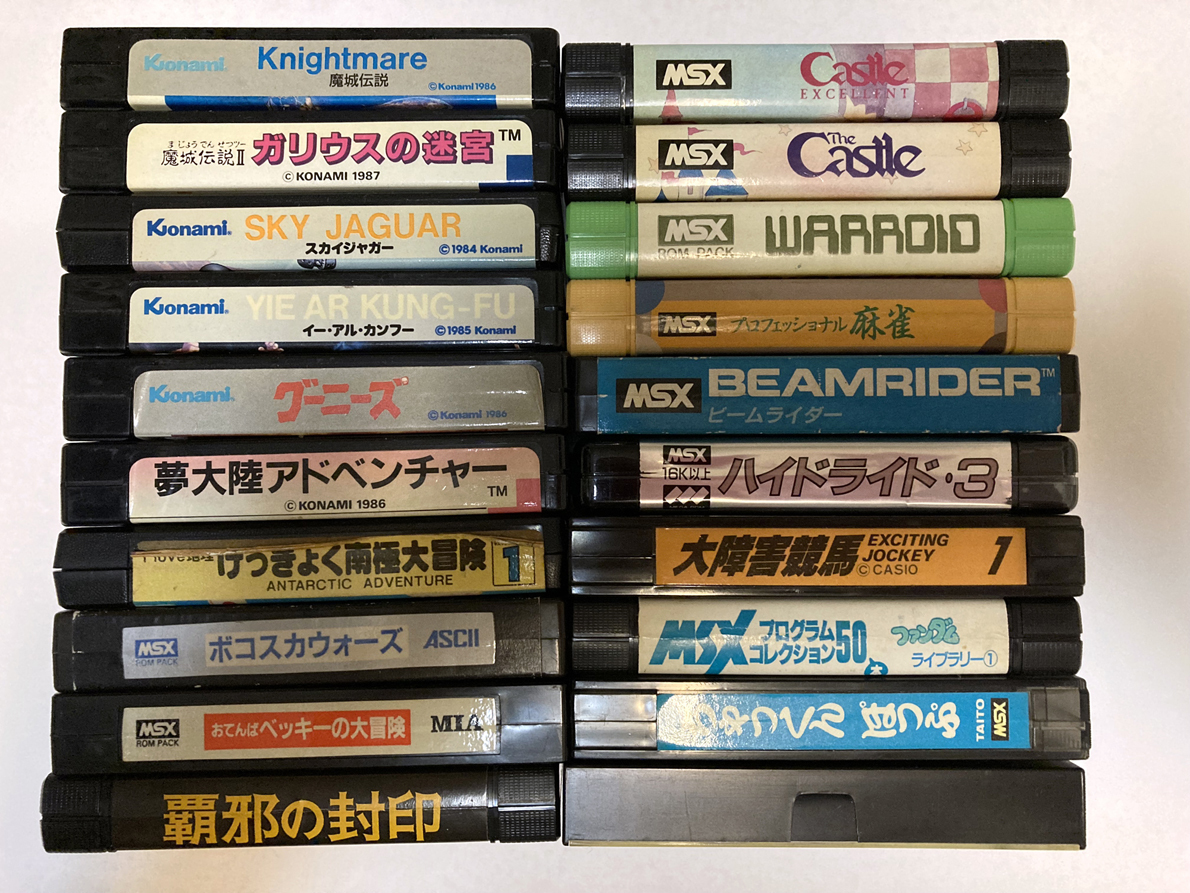 Konami
Knightmare
魔城伝説
©Konami 1986
まじょうでんせつツー
魔城伝説II ガリウスの迷宮 TM
© KONAMI 1987
Konami® SKY JAGUAR
スカイジャガー ©1984 Konami
Konami® YIE AR KUNG-FU
イー・アル・カンフー ©1985 Konami
Konami® グーニーズ
©Konami 1986
夢大陸アドベンチャー
©KONAMI 1986 TM
けっきょく南極大冒険 1
ANTARCTIC ADVENTURE
MSX
ROM PACK
ボコスカウォーズ ASCII
MSX
ROM PACK
おてんばベッキーの大冒険 MIA
覇邪の封印
MSX Castle
EXCELLENT
MSX The
Castle
MSX
ROM PACK
WARROID
MSX プロフェッショナル 麻雀
MSX BEAMRIDER TM
ビームライダー
MSX
16K以上
ハイドライド・3
大障害競馬 EXCITING
JOCKEY
© CASIO
1
MSX プログラム
コレクション50
ファンダム
ライブラリー①
ちゃっくん ぽっぷ
TAITO
MSX